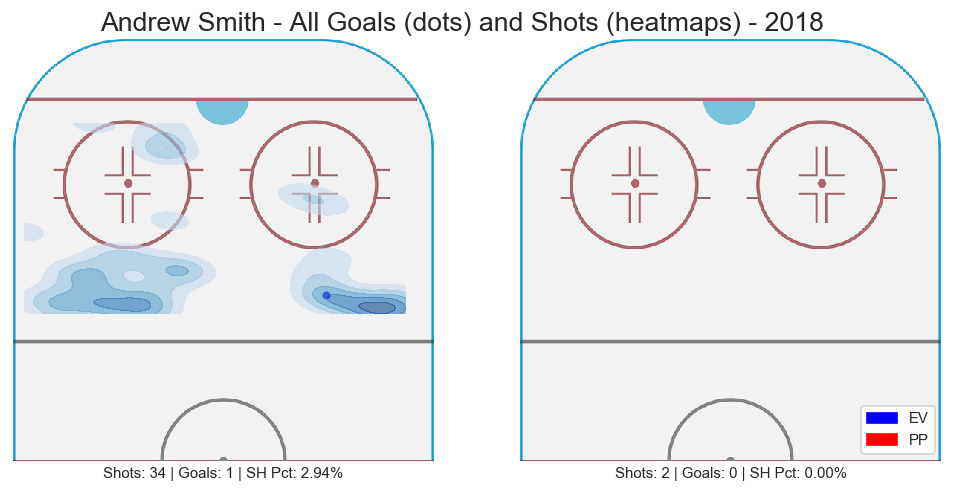 Andrew Smith - All Goals (dots) and Shots (heatmaps) - 2018
EV
PP
Shots: 34 | Goals: 1 | SH Pct: 2.94%
Shots: 2 | Goals: 0 | SH Pct: 0.00%